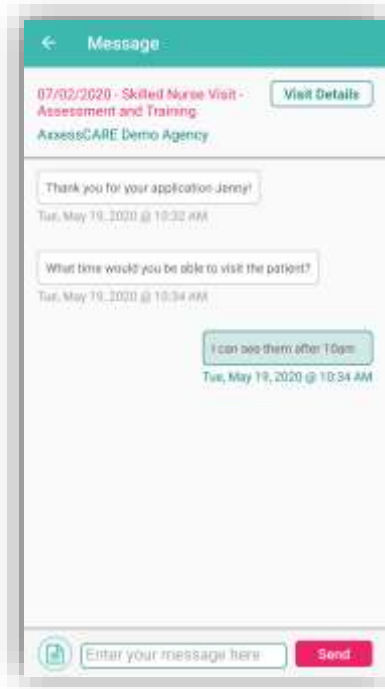 Message
07/02/2020 - Skilled Nurse Visit -
Assessment and Training
Visit Details
AxxessCARE Demo Agency
Thank you for your application Jenny!
Tue, May 19, 2020 @ 10:32 AM
What time would you be able to visit the patient?
Tue, May 19, 2020 @ 10:34 AM
I can see them after 10am
Tue, May 19, 2020 @ 10:34 AM
Enter your message here
Send